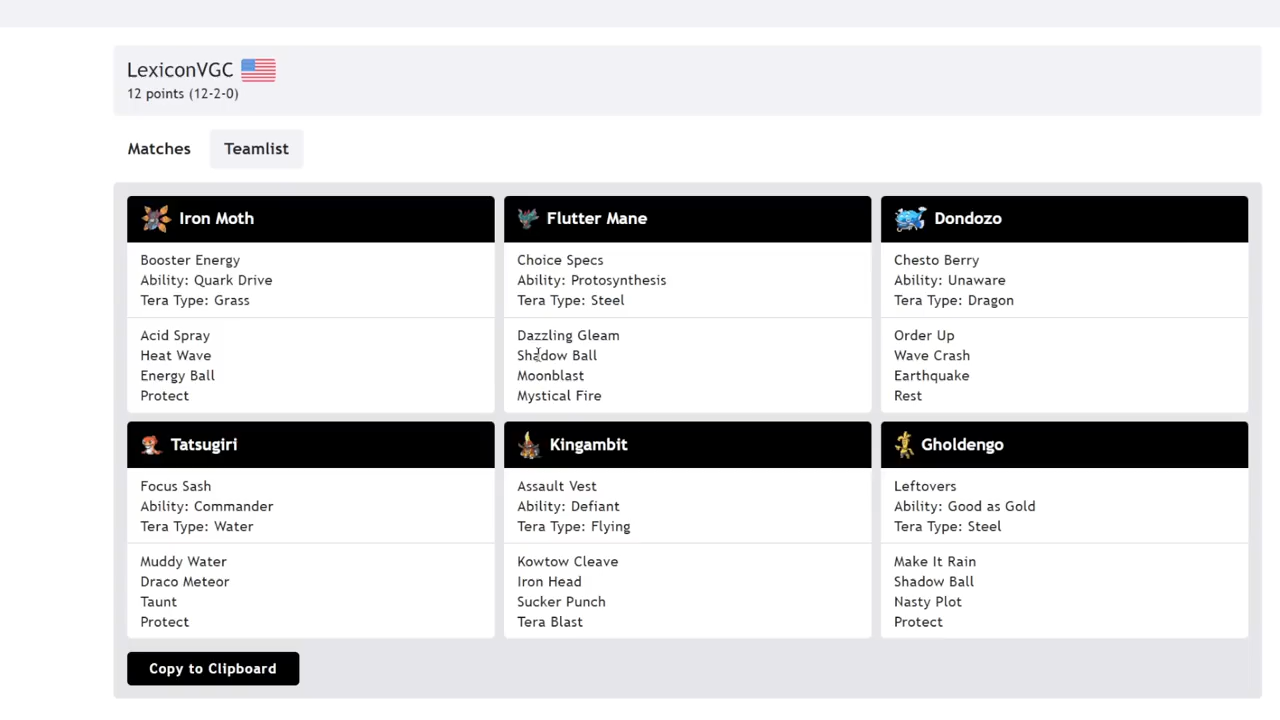 LexiconVGC
12 points (12-2-0)
Matches
Teamlist
Iron Moth
Booster Energy
Ability: Quark Drive
Tera Type: Grass
Acid Spray
Heat Wave
Energy Ball
Protect
Flutter Mane
Choice Specs
Ability: Protosynthesis
Tera Type: Steel
Dazzling Gleam
Shadow Ball
Moonblast
Mystical Fire
Dondozo
Chesto Berry
Ability: Unaware
Tera Type: Dragon
Order Up
Wave Crash
Earthquake
Rest
Tatsugiri
Focus Sash
Ability: Commander
Tera Type: Water
Muddy Water
Draco Meteor
Taunt
Protect
Kingambit
Assault Vest
Ability: Defiant
Tera Type: Flying
Kowtow Cleave
Iron Head
Sucker Punch
Tera Blast
Gholdengo
Leftovers
Ability: Good as Gold
Tera Type: Steel
Make It Rain
Shadow Ball
Nasty Plot
Protect
Copy to Clipboard